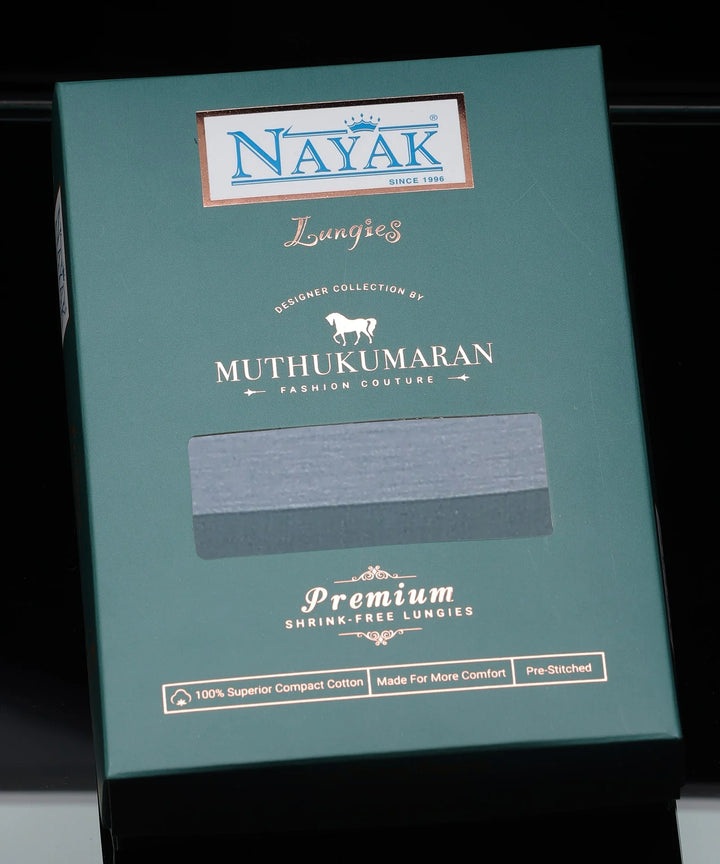 NAYAK®
SINCE 1996
Lungies
DESIGNER COLLECTION BY
MUTHUKUMARAN
FASHION COUTURE
Premium
SHRINK-FREE LUNGIES
100% Superior Compact Cotton
Made For More Comfort
Pre-Stitched